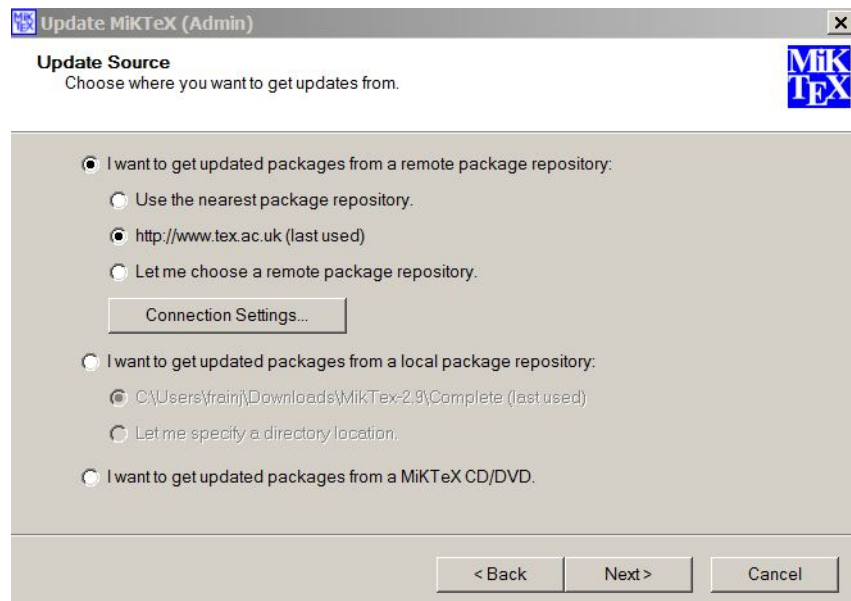 MiK TEX Update MiKTeX (Admin)
Update Source
Choose where you want to get updates from.
MiK
TEX
I want to get updated packages from a remote package repository:
Use the nearest package repository.
http://www.tex.ac.uk (last used)
Let me choose a remote package repository.
Connection Settings...
I want to get updated packages from a local package repository:
C:\Users\frainj\Downloads\MikTex-2.9\Complete (last used)
Let me specify a directory location.
I want to get updated packages from a MiKTeX CD/DVD.
< Back Next > Cancel